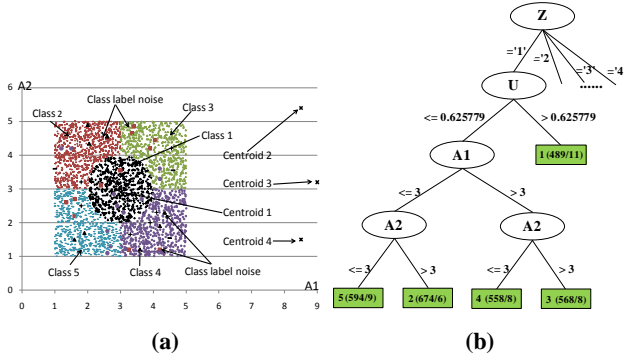 A2
6
5
4
3
2
1
0
0 1 2 3 4 5 6 7 8 9
A1
Class 2
Class label noise
Class 3
Class 1
Centroid 2
Centroid 3
Centroid 1
Centroid 4
Class 5
Class 4
Class label noise
(a)
Z
='1' ='2 ='3' ='4
......
U
<= 0.625779 > 0.625779
A1
1 (489/11)
<= 3 > 3
A2 A2
<= 3 > 3 <= 3 > 3
5 (594/9) 2 (674/6) 4 (558/8) 3 (568/8)
(b)